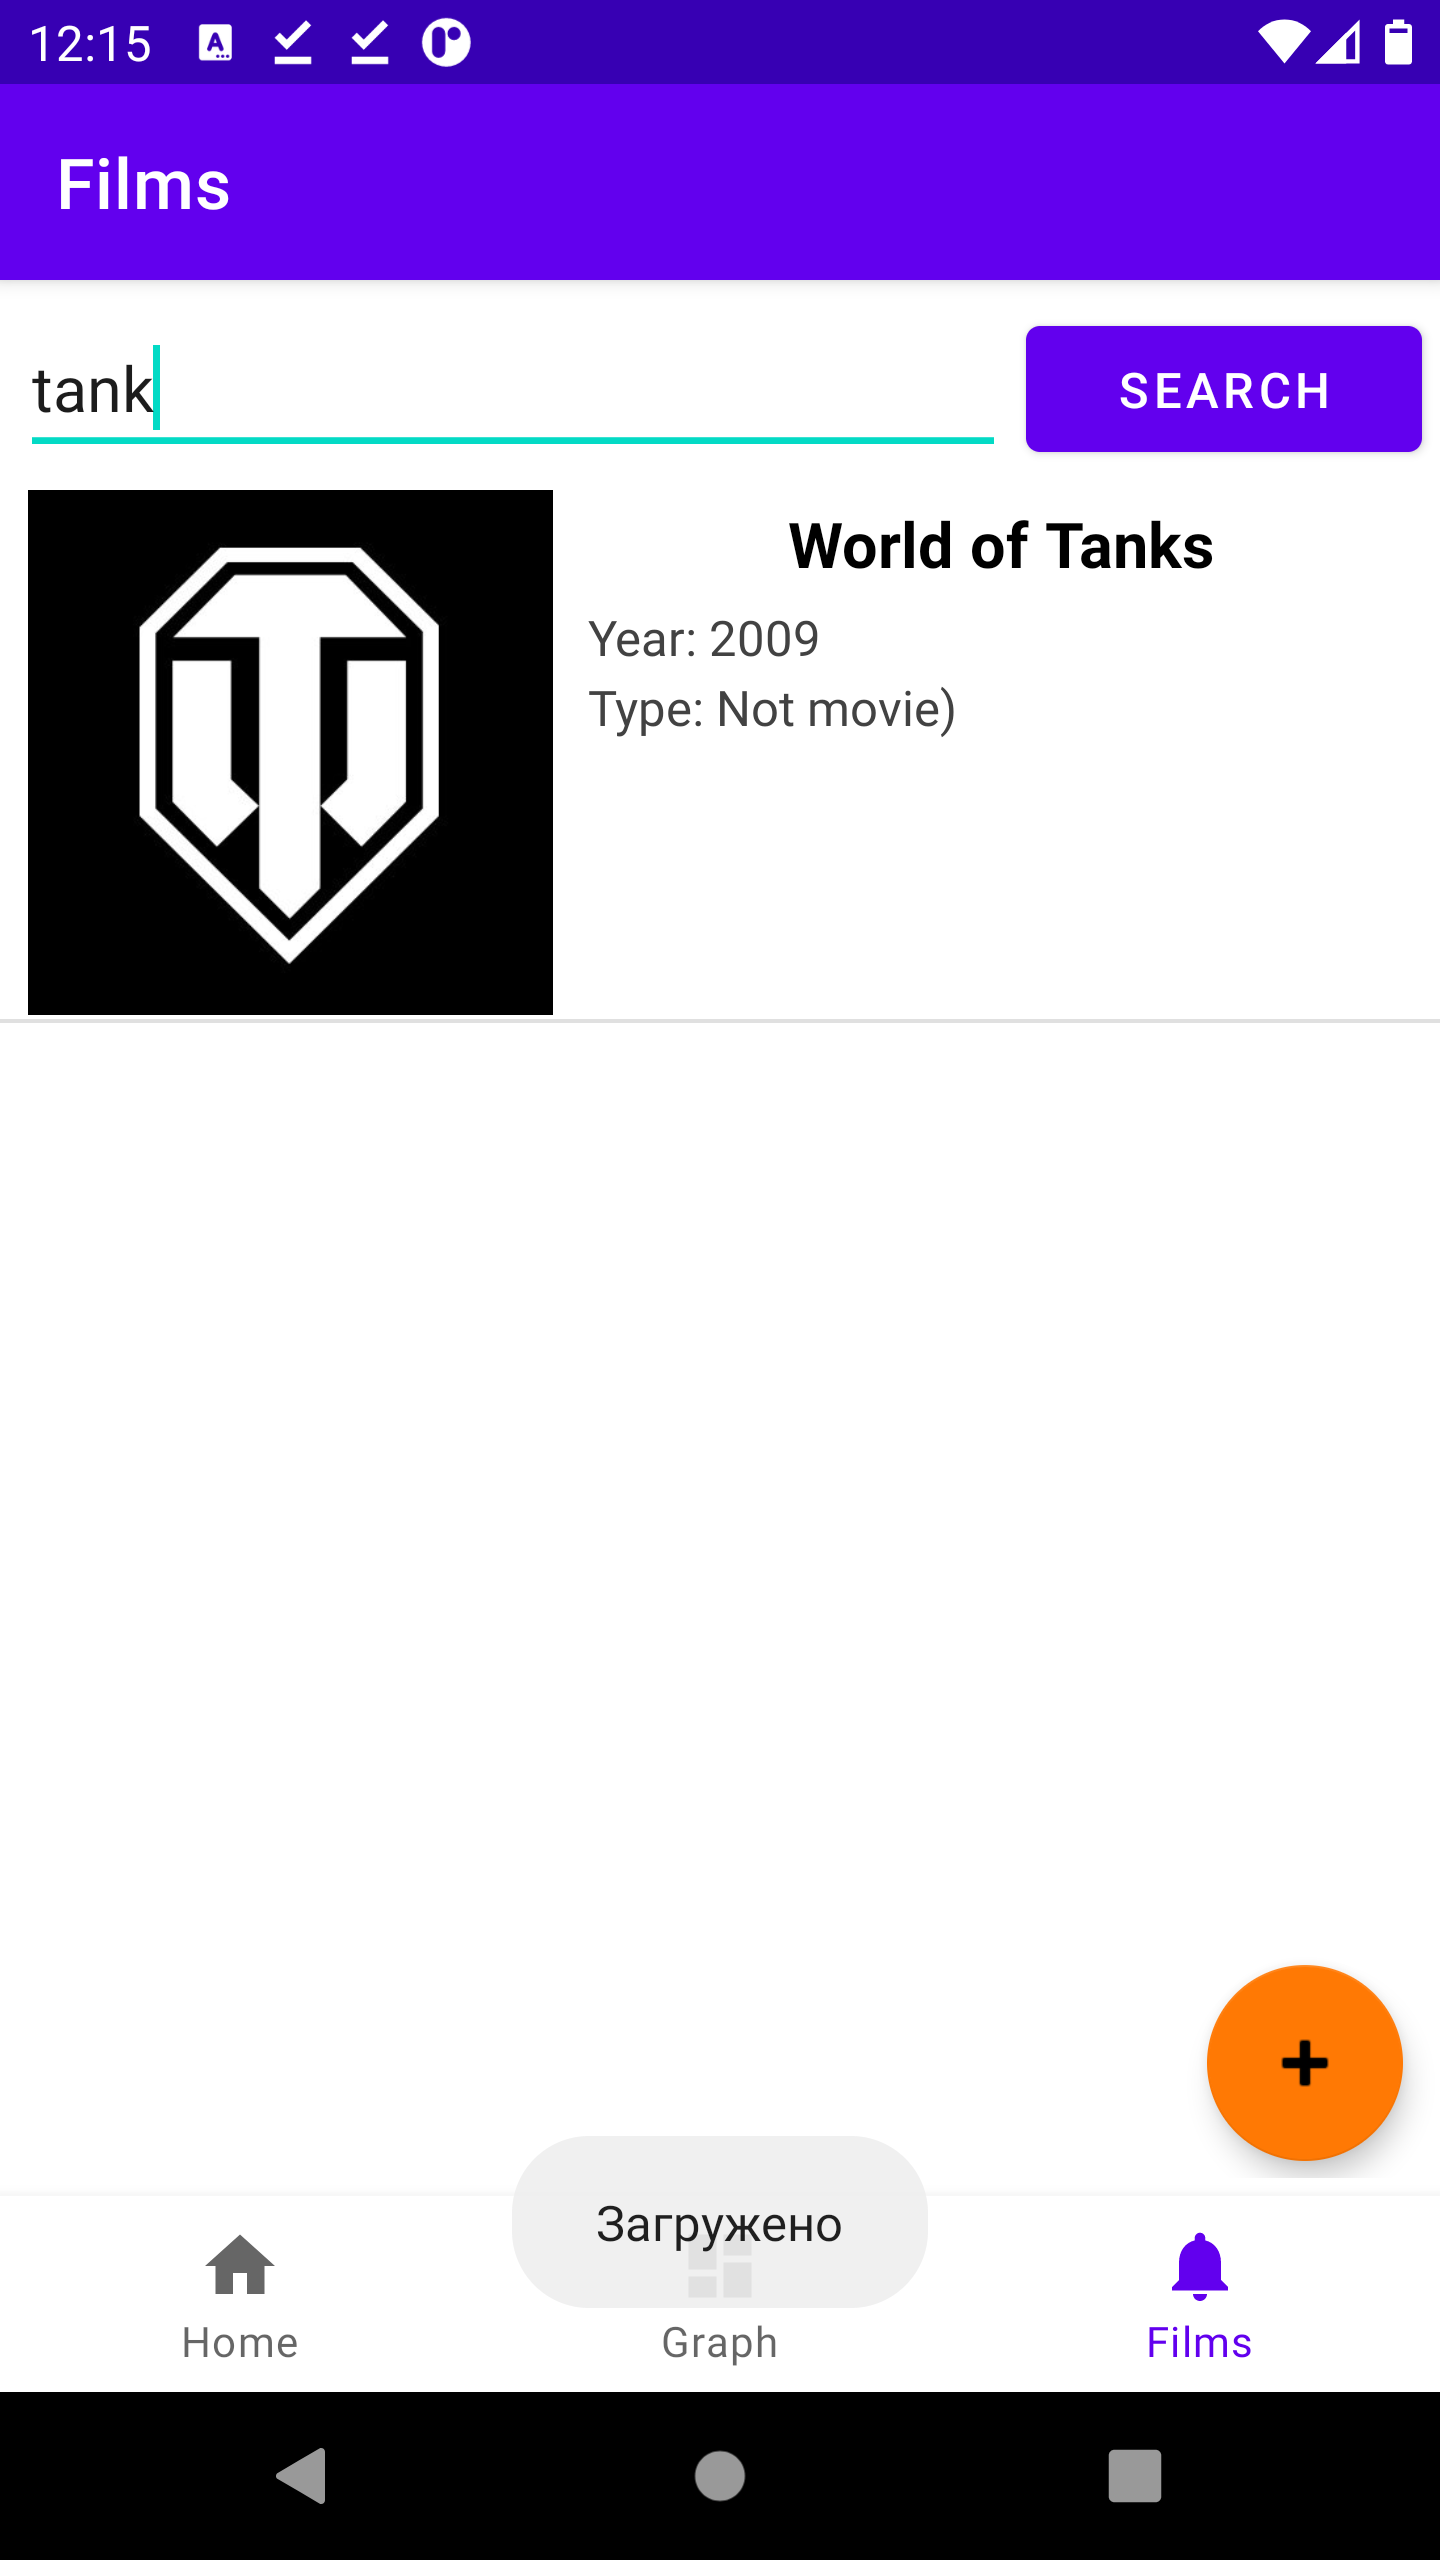 12:15
Films
tank
SEARCH
World of Tanks
Year: 2009
Type: Not movie)
Загружено
Home
Graph
Films